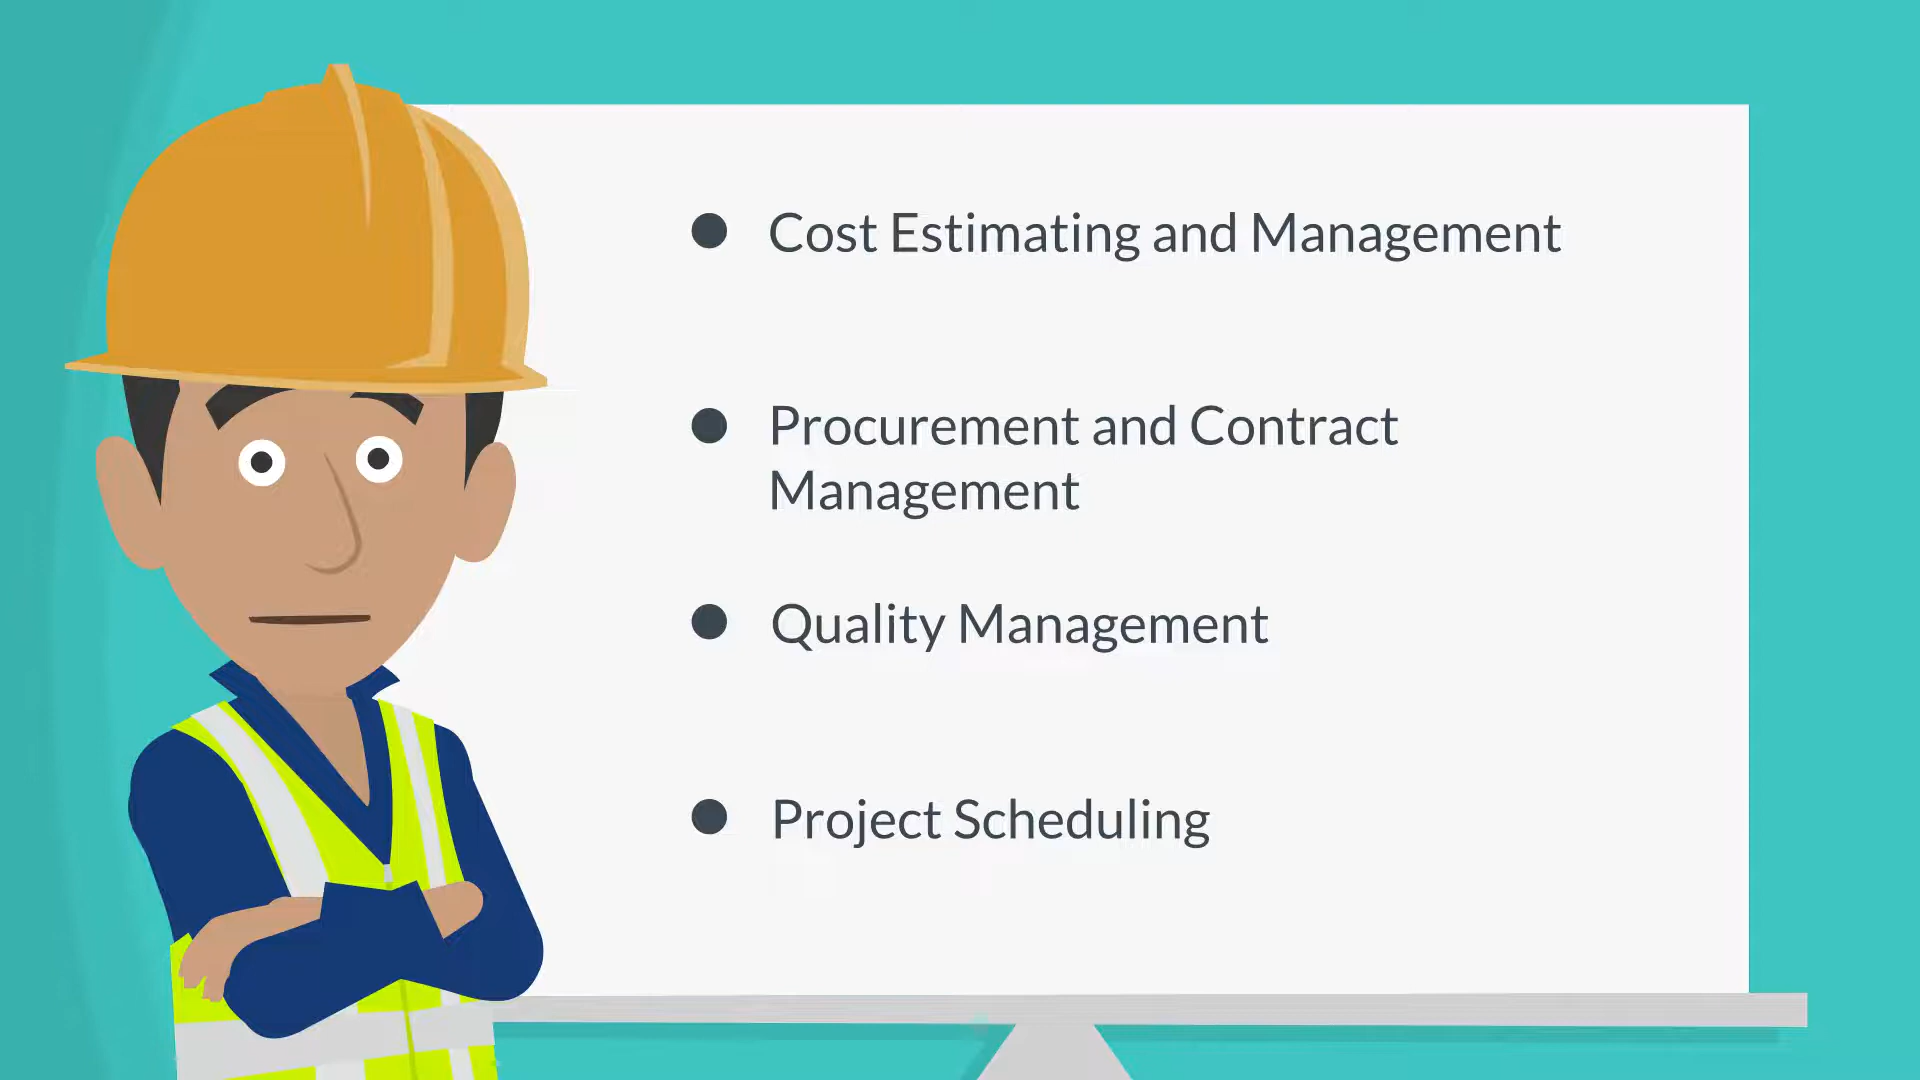 Cost Estimating and Management
Procurement and Contract
Management
Quality Management
Project Scheduling